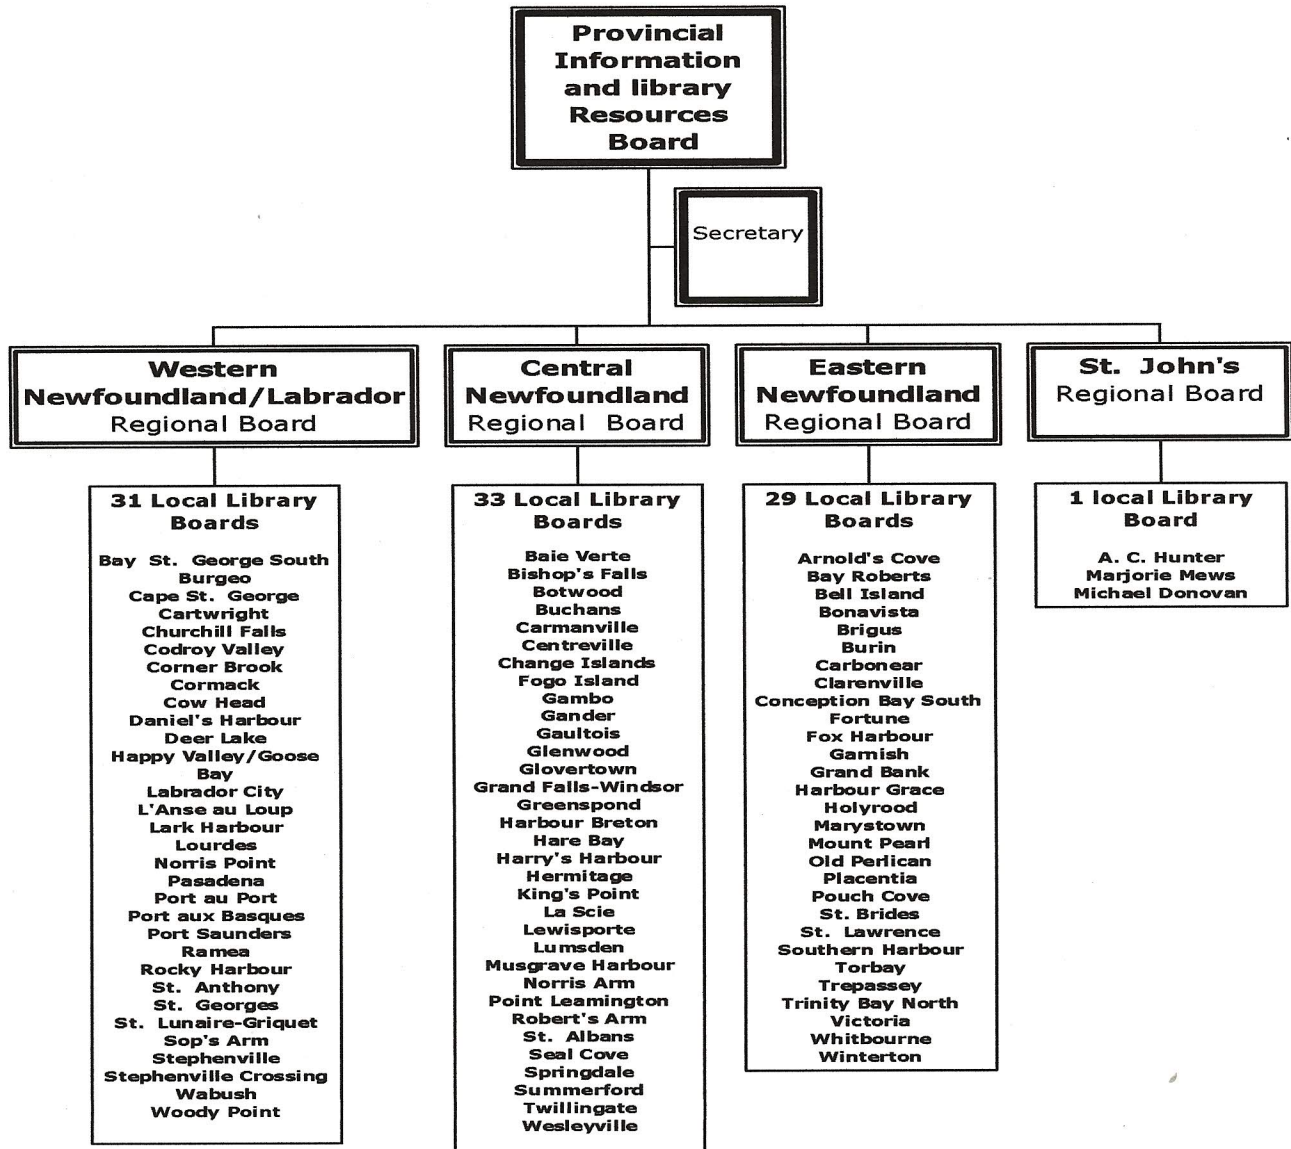 Provincial
Information
and library
Resources
Board
Secretary
Western
Newfoundland/Labrador
Regional Board
31 Local Library
Boards
Bay St. George South
Burgeo
Cape St. George
Cartwright
Churchill Falls
Codroy Valley
Corner Brook
Cormack
Cow Head
Daniel's Harbour
Deer Lake
Happy Valley/Goose
Bay
Labrador City
L'Anse au Loup
Lark Harbour
Lourdes
Norris Point
Pasadena
Port au Port
Port aux Basques
Port Saunders
Ramea
Rocky Harbour
St. Anthony
St. Georges
St. Lunaire-Griquet
Sop's Arm
Stephenville
Stephenville Crossing
Wabush
Woody Point
Central
Newfoundland
Regional Board
33 Local Library
Boards
Baie Verte
Bishop's Falls
Botwood
Buchans
Carmanville
Centreville
Change Islands
Fogo Island
Gambo
Gander
Gaultois
Glenwood
Glovertown
Grand Falls-Windsor
Greenspond
Harbour Breton
Hare Bay
Harry's Harbour
Hermitage
King's Point
La Scie
Lewisporte
Lumsden
Musgrave Harbour
Norris Arm
Point Leamington
Robert's Arm
St. Albans
Seal Cove
Springdale
Summerford
Twillingate
Wesleyville
Eastern
Newfoundland
Regional Board
29 Local Library
Boards
Arnold's Cove
Bay Roberts
Bell Island
Bonavista
Brigus
Burin
Carbonear
Clarenville
Conception Bay South
Fortune
Fox Harbour
Garnish
Grand Bank
Harbour Grace
Holyrood
Marystown
Mount Pearl
Old Perlican
Placentia
Pouch Cove
St. Brides
St. Lawrence
Southern Harbour
Torbay
Trepassey
Trinity Bay North
Victoria
Whitbourne
Winterton
St. John's
Regional Board
1 local Library
Board
A. C. Hunter
Marjorie Mews
Michael Donovan